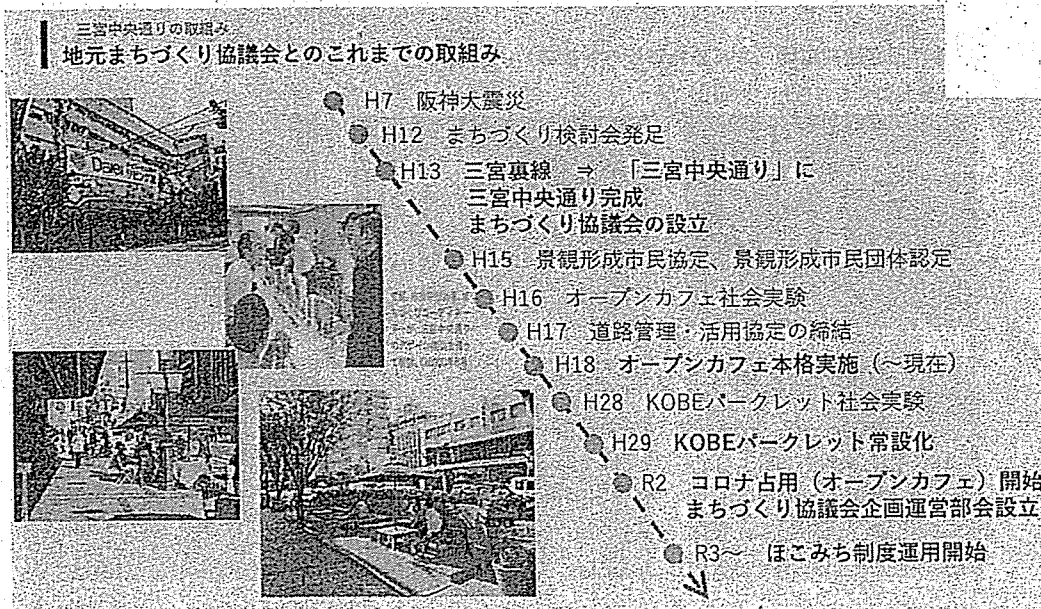 三宮中央通りの取組み
地元まちづくり協議会とのこれまでの取組み
H7 阪神大震災
H12 まちづくり検討会発足
H13 三宮裏線 ⇒ 「三宮中央通り」に
三宮中央通り完成
まちづくり協議会の設立
H15 景観形成市民協定、景観形成市民団体認定
H16 オープンカフェ社会実験
H17 道路管理・活用協定の締結
H18 オープンカフェ本格実施（～現在）
H28 KOBEパークレット社会実験
H29 KOBEパークレット常設化
R2 コロナ占用（オープンカフェ）開始
まちづくり協議会企画運営部会設立
R3～ ほこみち制度運用開始
Daiei